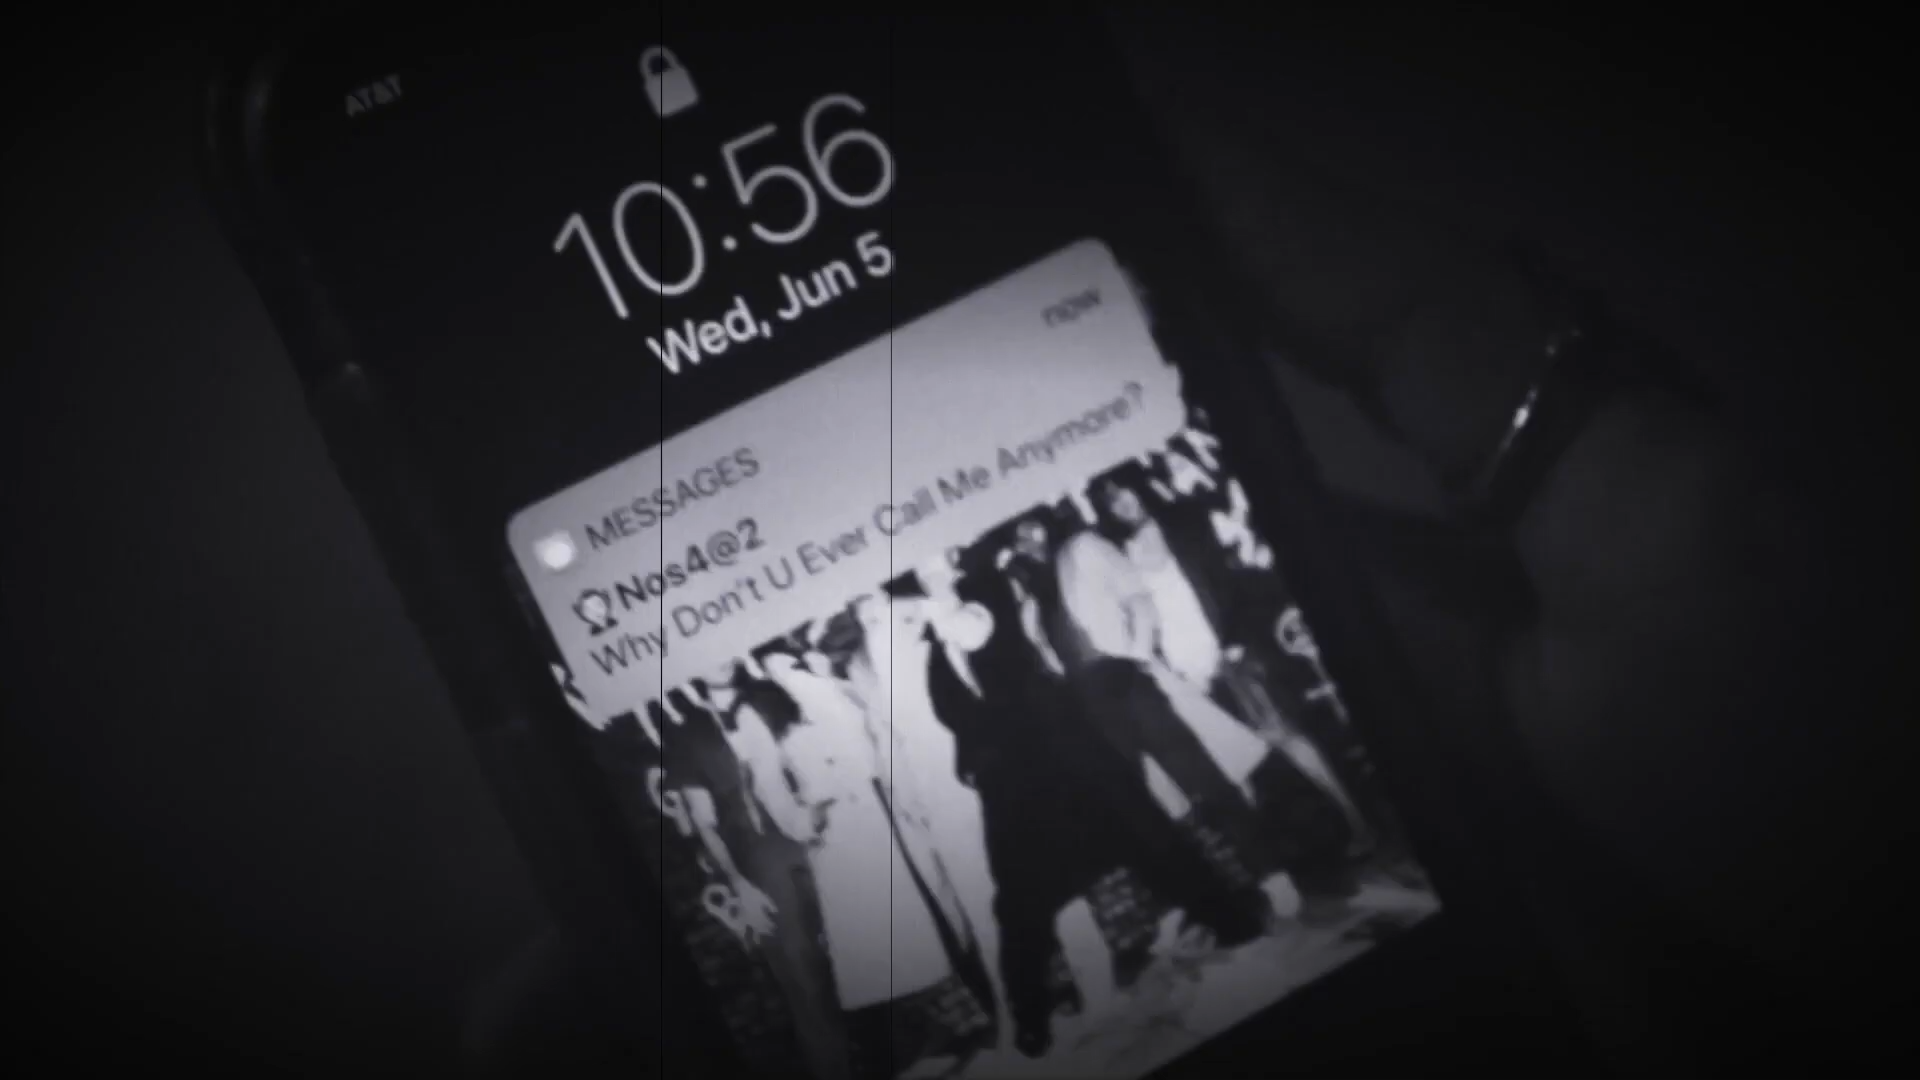 AT&T
10:56
Wed, Jun 5
MESSAGES
now
Nos4@2
Why Don't U Ever Call Me Anymore?